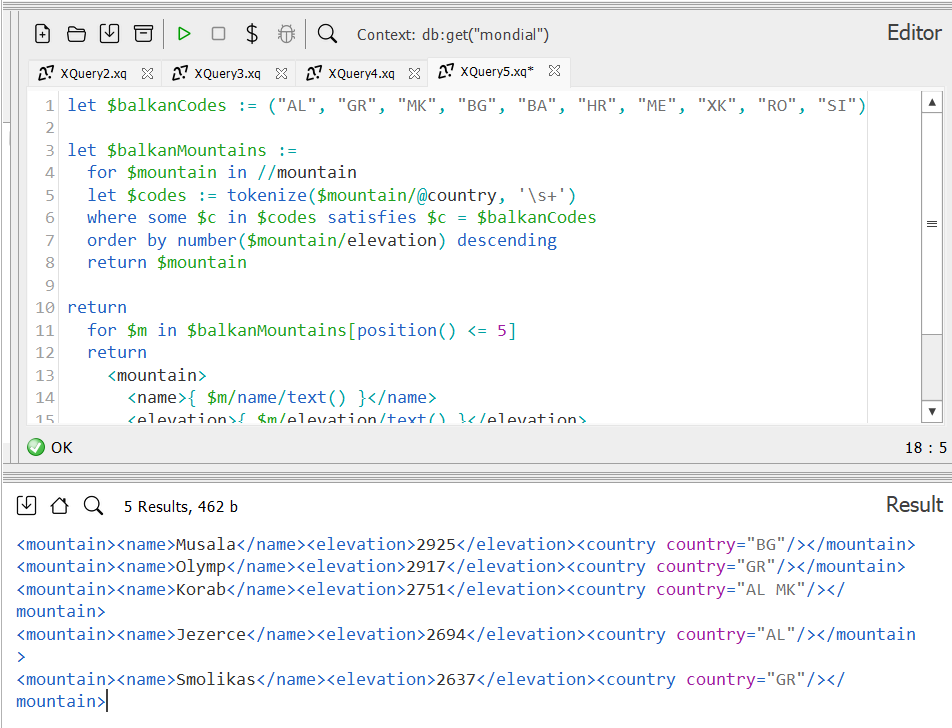 Context: db:get("mondial")
Editor
XQuery2.xq XQuery3.xq XQuery4.xq XQuery5.xq*
1 let $balkanCodes := ("AL", "GR", "MK", "BG", "BA", "HR", "ME", "XK", "RO", "SI")
2
3 let $balkanMountains :=
4 for $mountain in //mountain
5 let $codes := tokenize($mountain/@country, '\s+')
6 where some $c in $codes satisfies $c = $balkanCodes
7 order by number($mountain/elevation) descending
8 return $mountain
9
10 return
11 for $m in $balkanMountains[position() <= 5]
12 return
13 <mountain>
14 <name>{ $m/name/text() }</name>
15 <elevation>{ $m/elevation/text() }</elevation>
OK
18 : 5
5 Results, 462 b
Result
<mountain><name>Musala</name><elevation>2925</elevation><country country="BG"/></mountain>
<mountain><name>Olymp</name><elevation>2917</elevation><country country="GR"/></mountain>
<mountain><name>Korab</name><elevation>2751</elevation><country country="AL MK"/></
mountain>
<mountain><name>Jezerce</name><elevation>2694</elevation><country country="AL"/></mountain
>
<mountain><name>Smolikas</name><elevation>2637</elevation><country country="GR"/></
mountain>